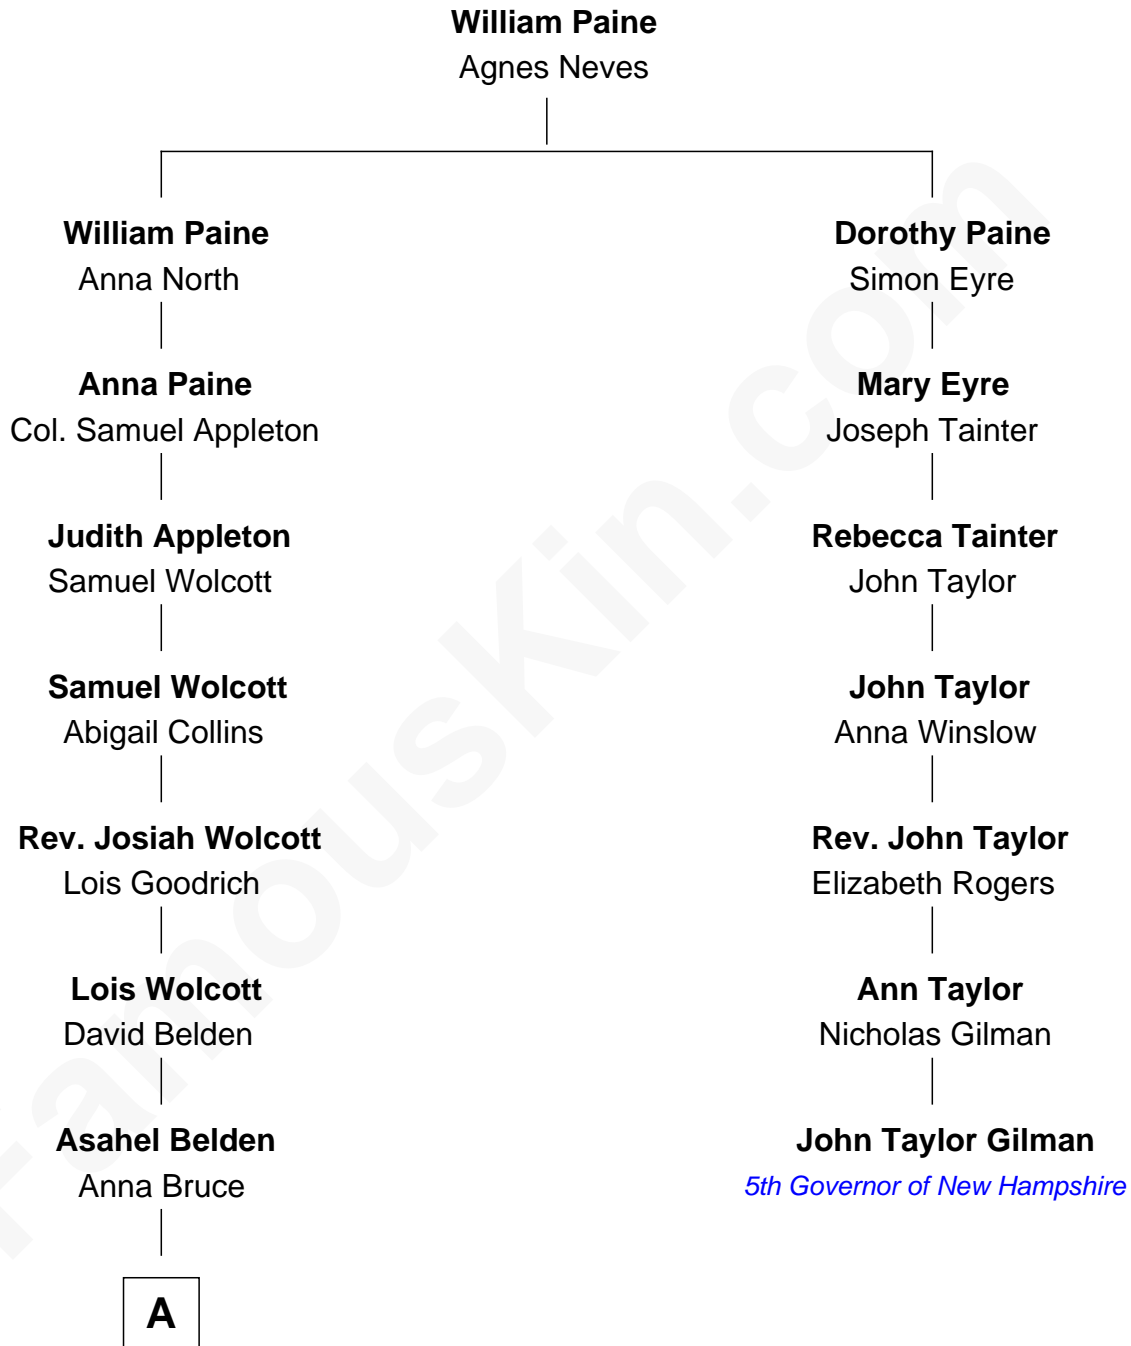 William Paine
Agnes Neves
William Paine
Anna North
Dorothy Paine
Simon Eyre
Anna Paine
Col. Samuel Appleton
Mary Eyre
Joseph Tainter
Judith Appleton
Samuel Wolcott
Rebecca Tainter
John Taylor
Samuel Wolcott
Abigail Collins
John Taylor
Anna Winslow
Rev. Josiah Wolcott
Lois Goodrich
Rev. John Taylor
Elizabeth Rogers
Lois Wolcott
David Belden
Ann Taylor
Nicholas Gilman
Asahel Belden
Anna Bruce
John Taylor Gilman
5th Governor of New Hampshire
A
FamousKin.com